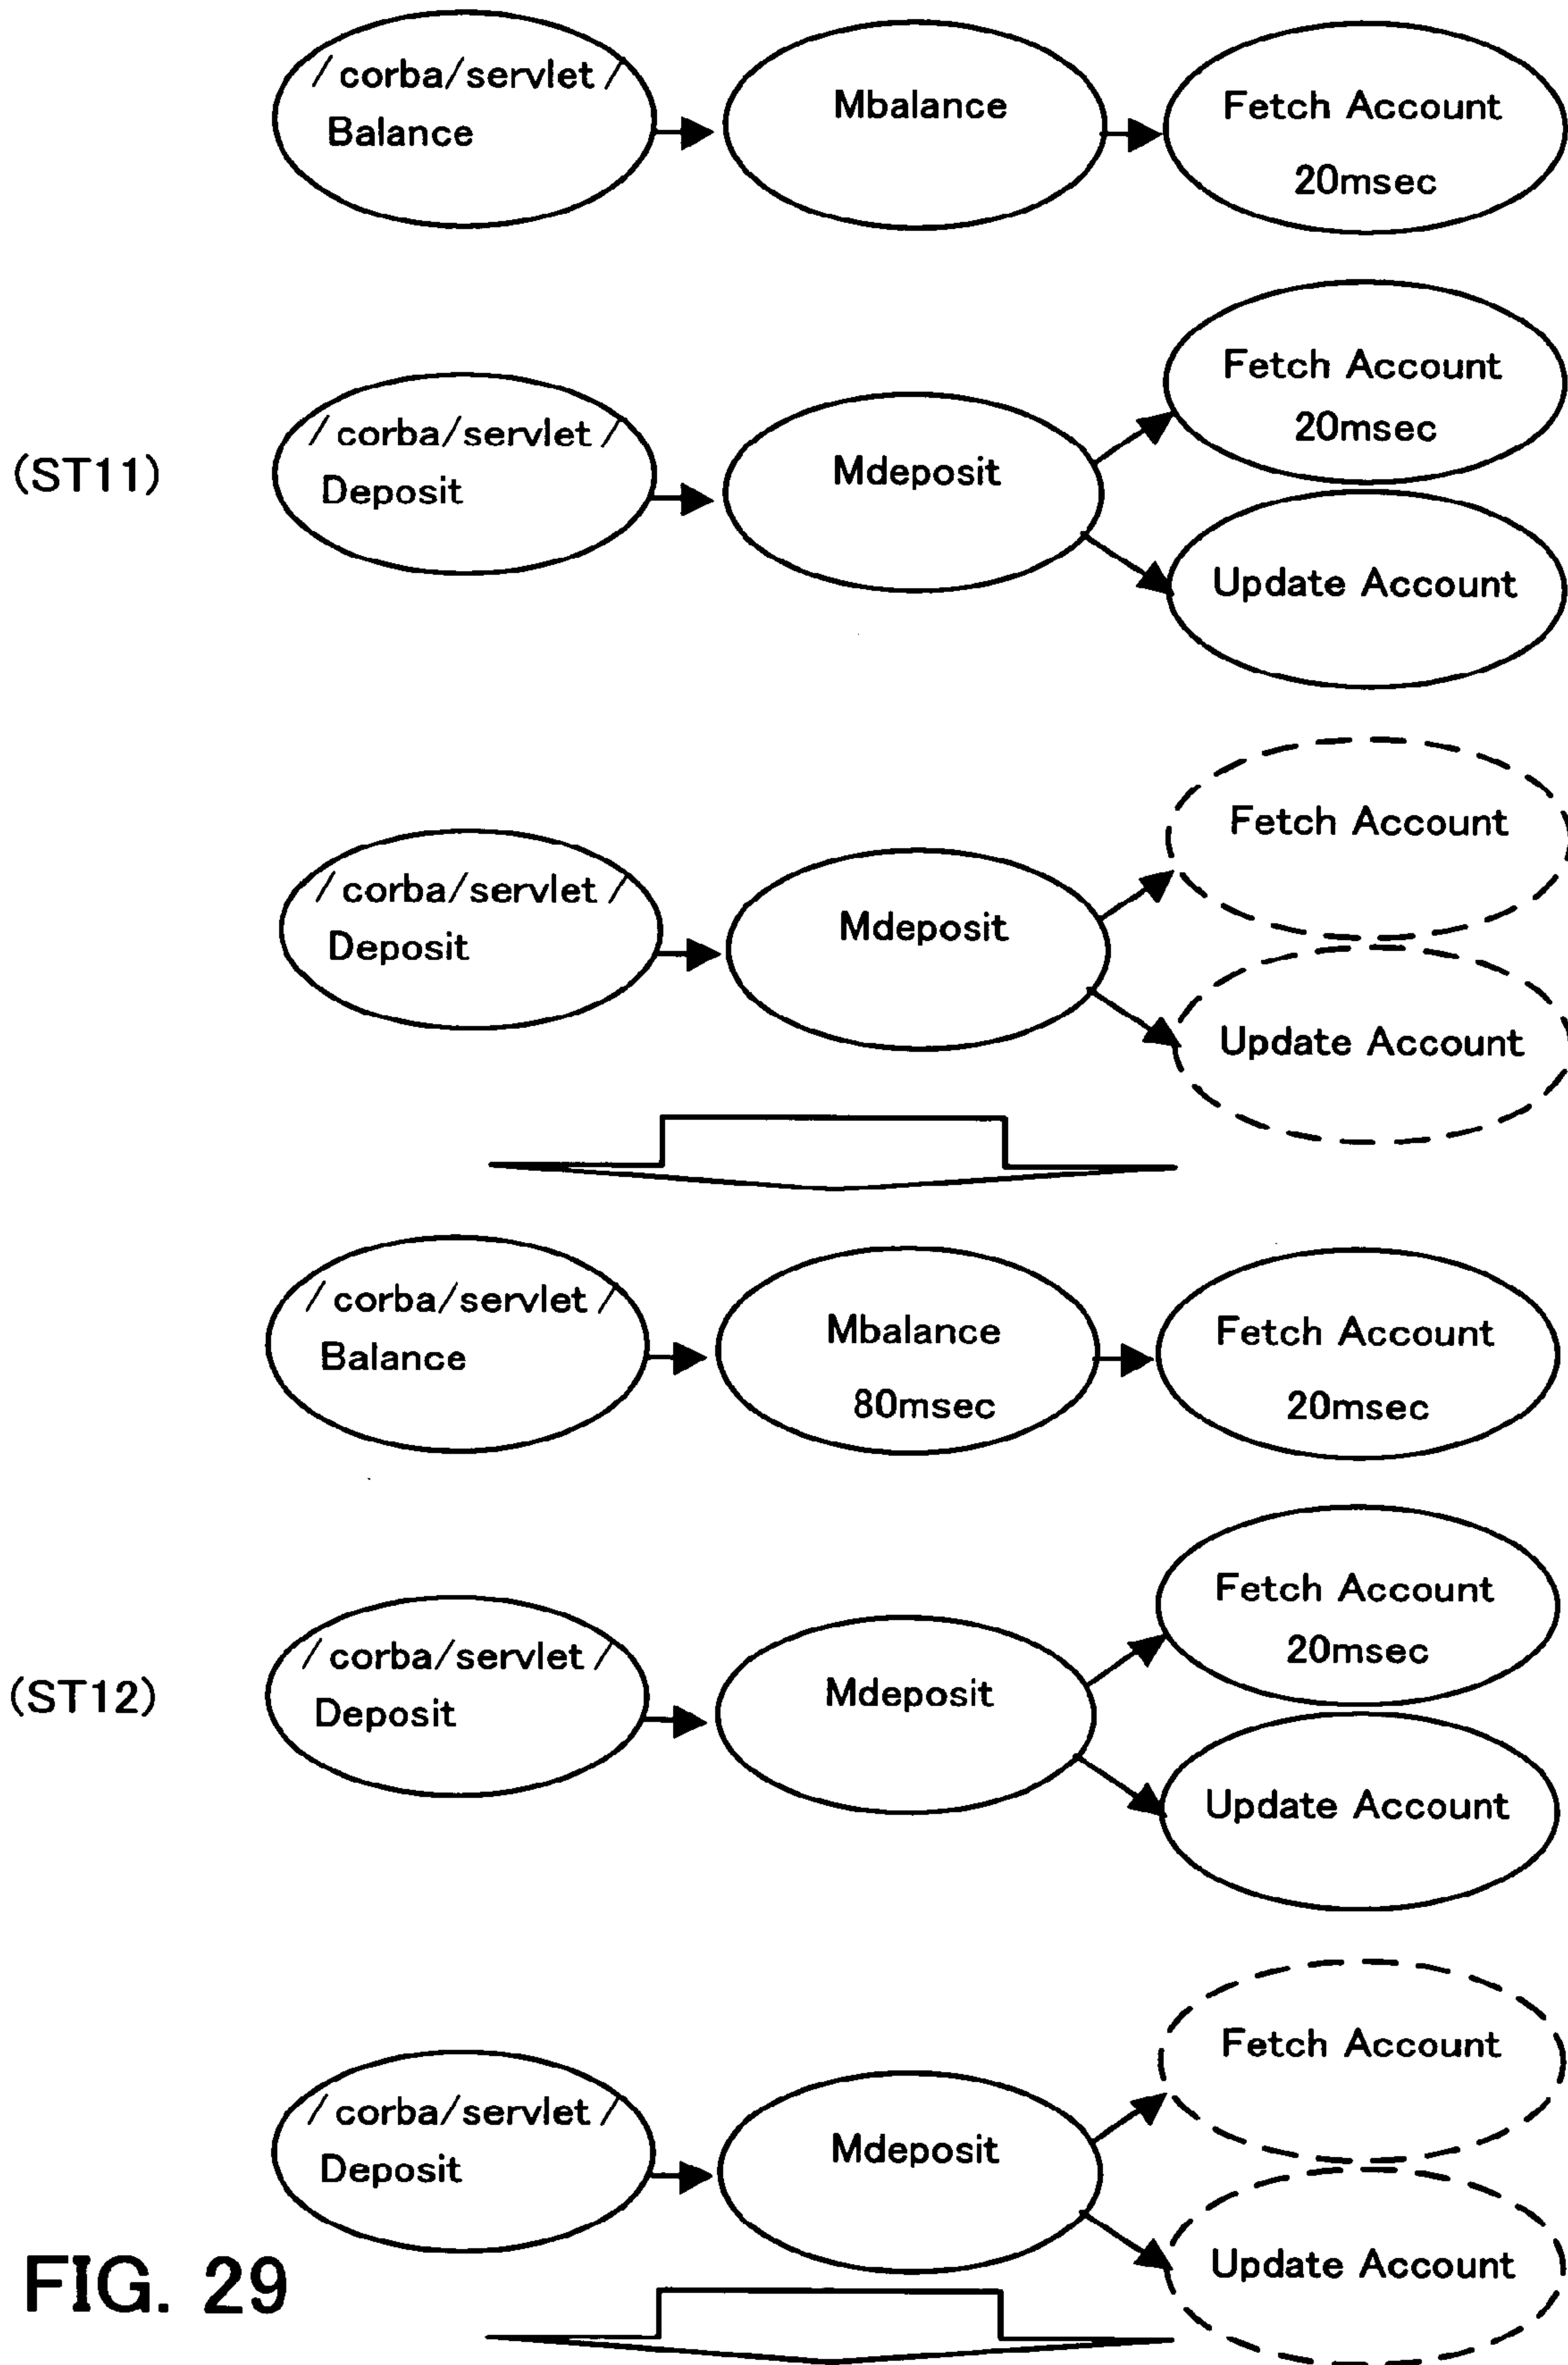 /corba/servlet/
Balance
Mbalance
Fetch Account
20msec
(ST11)
/corba/servlet/
Deposit
Mdeposit
Fetch Account
20msec
Update Account
/corba/servlet/
Deposit
Mdeposit
Fetch Account
Update Account
/corba/servlet/
Balance
Mbalance
80msec
Fetch Account
20msec
(ST12)
/corba/servlet/
Deposit
Mdeposit
Fetch Account
20msec
Update Account
/corba/servlet/
Deposit
Mdeposit
Fetch Account
Update Account
FIG. 29